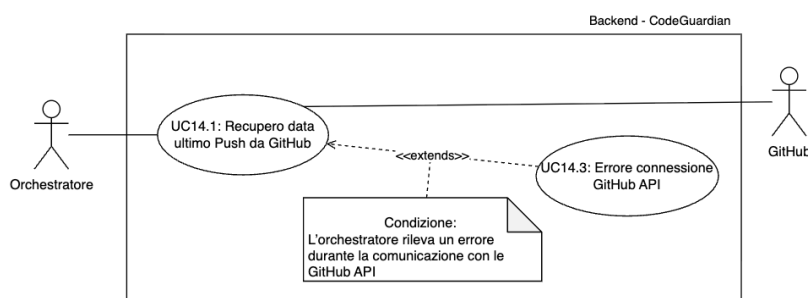 Backend - CodeGuardian
UC14.1: Recupero data
ultimo Push da GitHub
GitHub
<<extends>>
UC14.3: Errore connessione
GitHub API
Orchestratore
Condizione:
L'orchestratore rileva un errore
durante la comunicazione con le
GitHub API